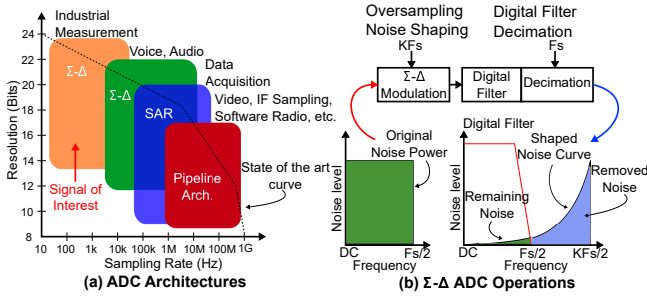 Industrial
Measurement
Voice, Audio
Data
Acquisition
Video, IF Sampling,
Software Radio, etc.
Σ-Δ
Σ-Δ
SAR
Pipeline
Arch.
Signal of
Interest
State of the art
curve
Resolution (Bits)
28
24
22
20
18
16
14
12
10
8
10 100 1k 10k 100k 1M 10M 100M 1G
Sampling Rate (Hz)
(a) ADC Architectures
Oversampling
Noise Shaping
KFs
Digital Filter
Decimation
Fs
Σ-Δ
Modulation
Digital
Filter
Decimation
Original
Noise Power
Noise level
DC
Fs/2
Frequency
Digital Filter
Shaped
Noise Curve
Removed
Noise
Remaining
Noise
Noise level
DC
Fs/2
KFs/2
Frequency
(b) Σ-Δ ADC Operations